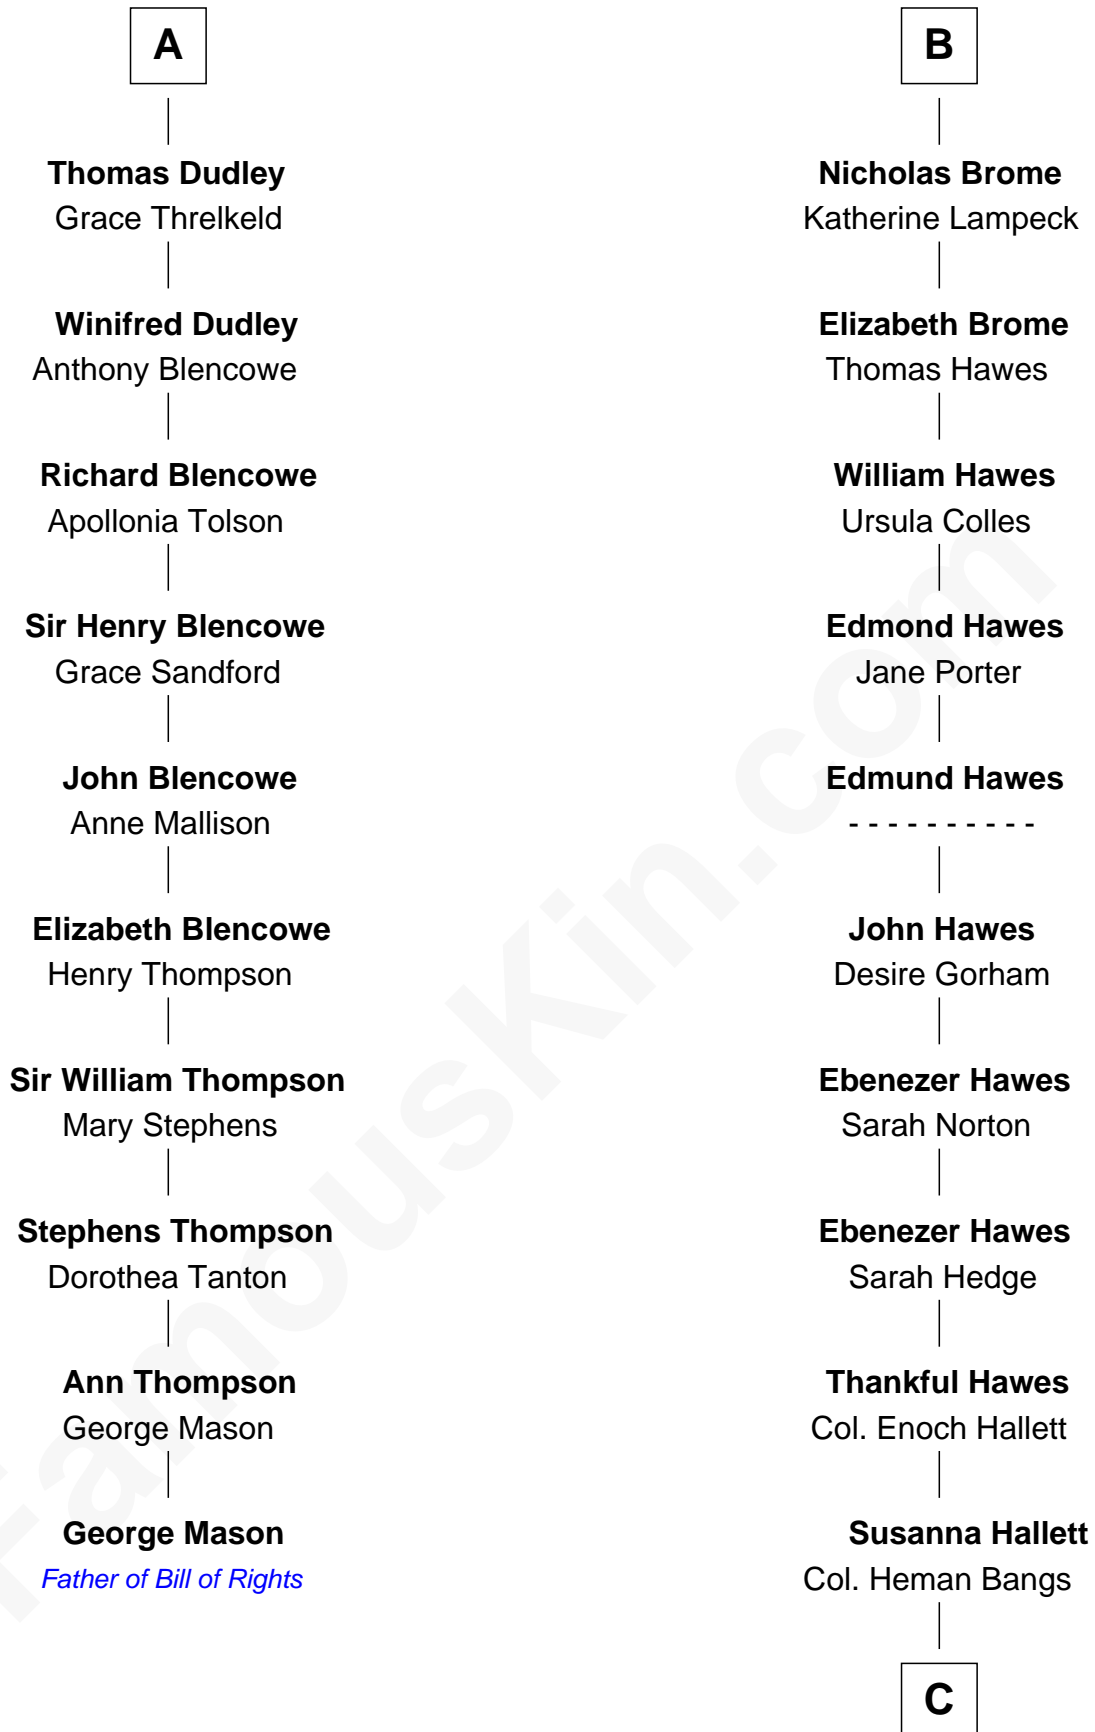 A
Thomas Dudley
Grace Threlkeld
Winifred Dudley
Anthony Blencowe
Richard Blencowe
Apollonia Tolson
Sir Henry Blencowe
Grace Sandford
John Blencowe
Anne Mallison
Elizabeth Blencowe
Henry Thompson
Sir William Thompson
Mary Stephens
Stephens Thompson
Dorothea Tanton
Ann Thompson
George Mason
George Mason
Father of Bill of Rights
B
Nicholas Brome
Katherine Lampeck
Elizabeth Brome
Thomas Hawes
William Hawes
Ursula Colles
Edmond Hawes
Jane Porter
Edmund Hawes
- - - - - - - - - -
John Hawes
Desire Gorham
Ebenezer Hawes
Sarah Norton
Ebenezer Hawes
Sarah Hedge
Thankful Hawes
Col. Enoch Hallett
Susanna Hallett
Col. Heman Bangs
C
FamousKin.com